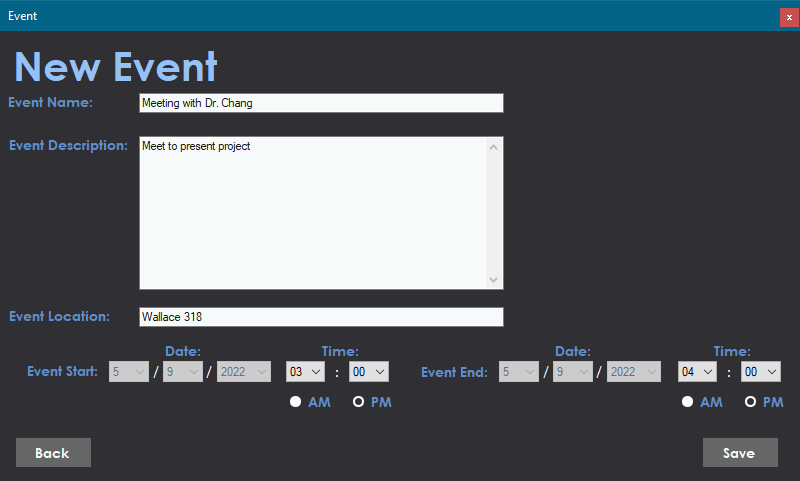 Event
x
New Event
Event Name: Meeting with Dr. Chang
Event Description: Meet to present project
Event Location: Wallace 318
Date: Time: Date: Time:
Event Start: 5 / 9 / 2022 03 : 00 Event End: 5 / 9 / 2022 04 : 00
AM PM AM PM
Back Save